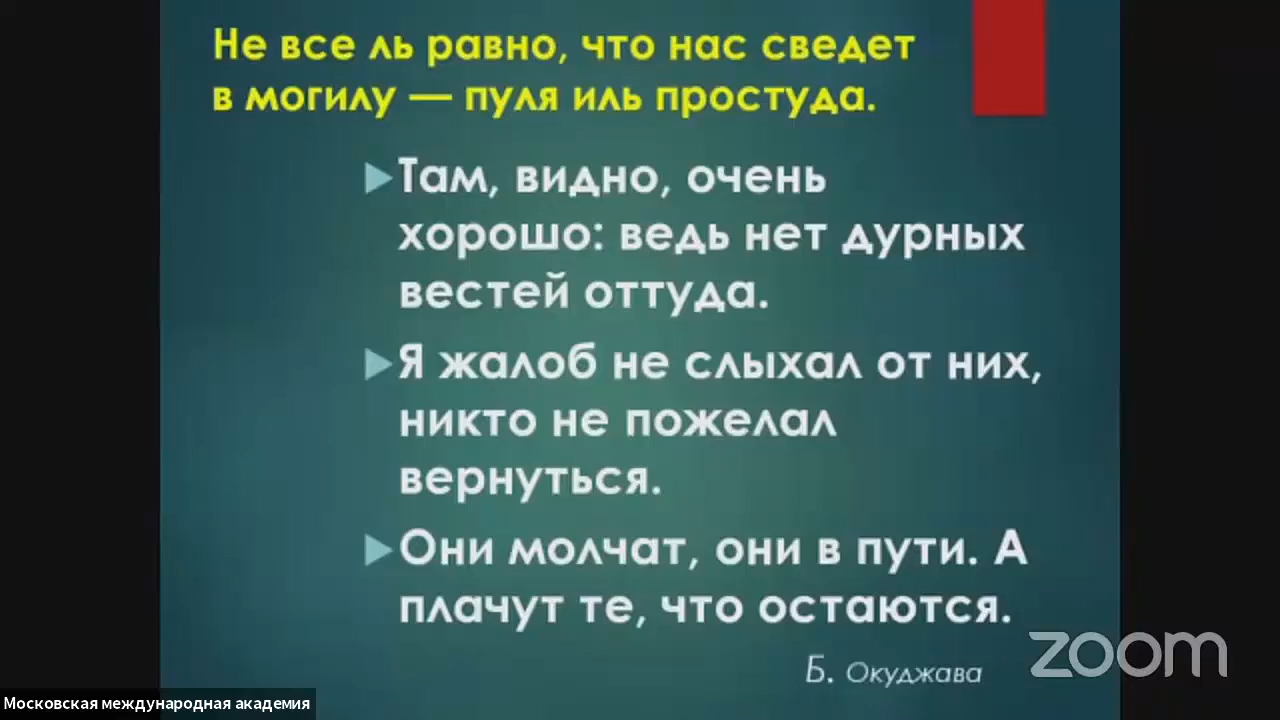 Не все ль равно, что нас сведет
в могилу — пуля иль простуда.
Там, видно, очень
хорошо: ведь нет дурных
вестей оттуда.
Я жалоб не слыхал от них,
никто не пожелал
вернуться.
Они молчат, они в пути. А
плачут те, что остаются.
Б. Окуджава
zoom
Московская международная академия